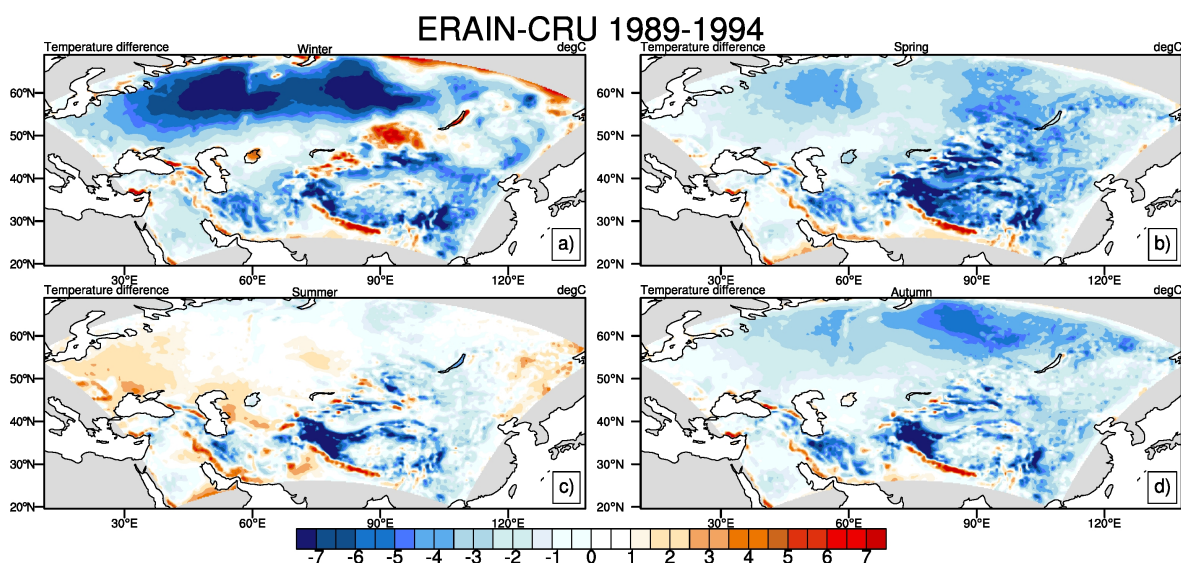 ERAIN-CRU 1989-1994
Temperature difference Winter degC
60°N
50°N
40°N
30°N
20°N
a)
30°E 60°E 90°E 120°E
Temperature difference Spring degC
60°N
50°N
40°N
30°N
20°N
b)
30°E 60°E 90°E 120°E
Temperature difference Summer degC
60°N
50°N
40°N
30°N
20°N
c)
30°E 60°E 90°E 120°E
Temperature difference Autumn degC
60°N
50°N
40°N
30°N
20°N
d)
30°E 60°E 90°E 120°E
-7 -6 -5 -4 -3 -2 -1 0 1 2 3 4 5 6 7